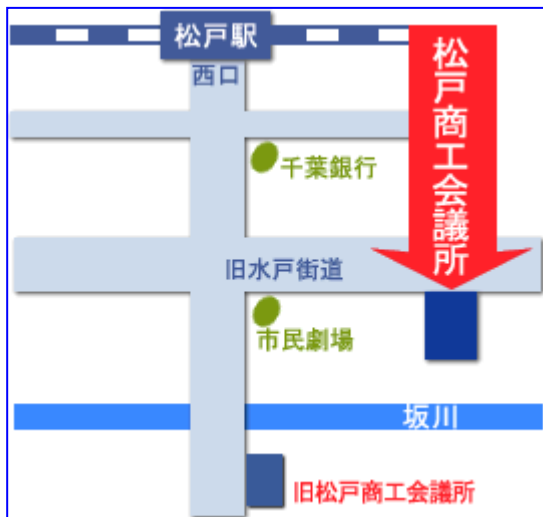 松戸駅
西口
松戸商工会議所
千葉銀行
旧水戸街道
市民劇場
坂川
旧松戸商工会議所